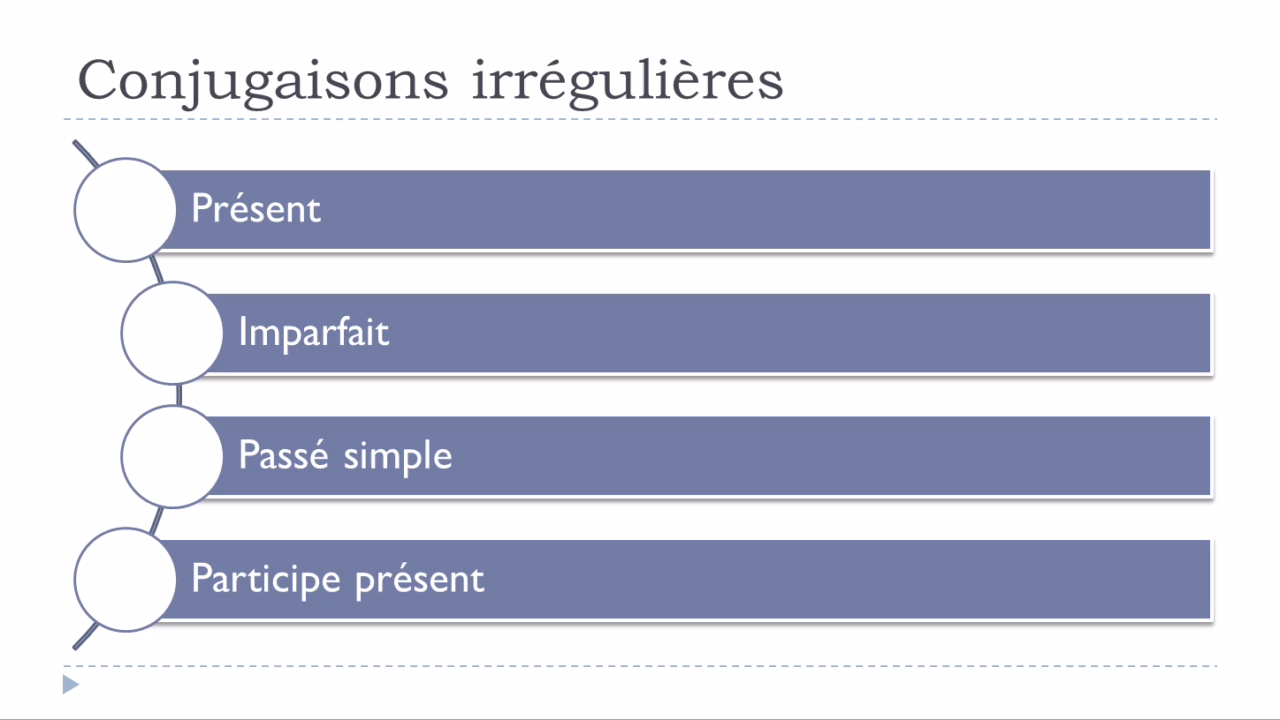 Conjugaisons irrégulières
Présent
Imparfait
Passé simple
Participe présent